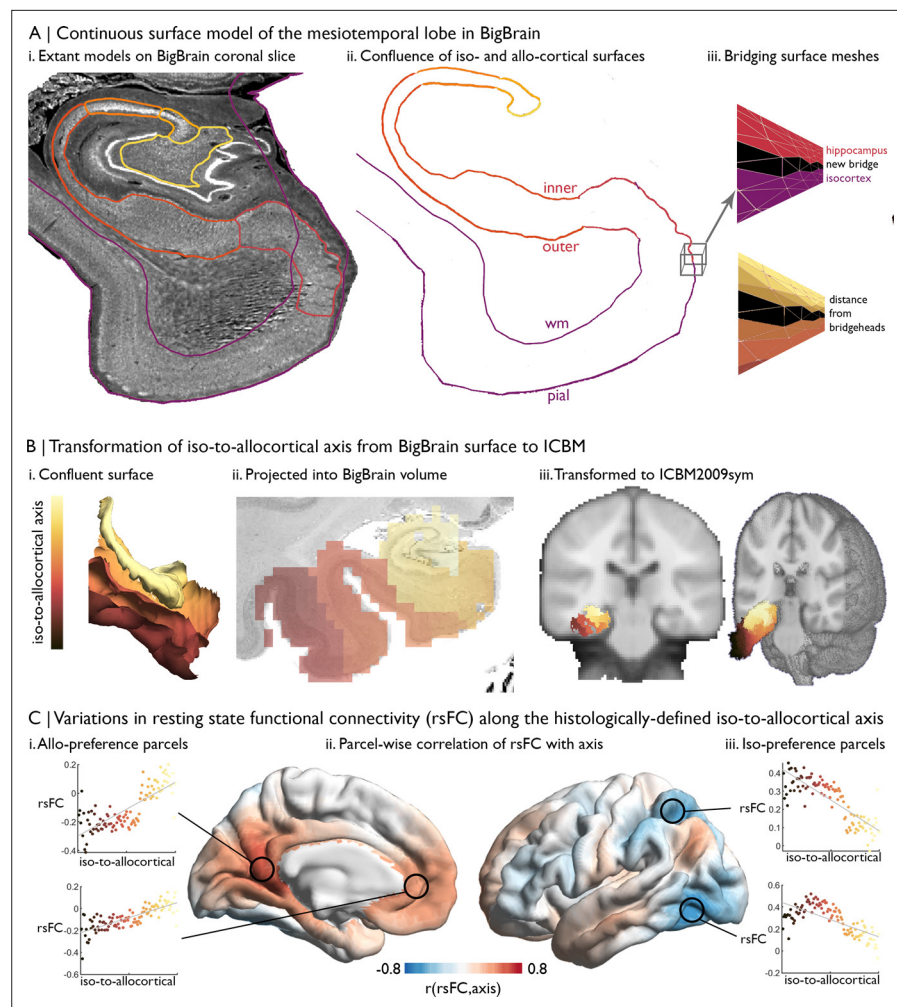 A | Continuous surface model of the mesiotemporal lobe in BigBrain
i. Extant models on BigBrain coronal slice
ii. Confluence of iso- and allo-cortical surfaces
iii. Bridging surface meshes
inner
outer
wm
pial
hippocampus
new bridge
isocortex
distance
from
bridgeheads
B | Transformation of iso-to-allocortical axis from BigBrain surface to ICBM
i. Confluent surface
ii. Projected into BigBrain volume
iii. Transformed to ICBM2009sym
iso-to-allocortical axis
C | Variations in resting state functional connectivity (rsFC) along the histologically-defined iso-to-allocortical axis
i. Allo-preference parcels
ii. Parcel-wise correlation of rsFC with axis
iii. Iso-preference parcels
0.2
0
rsFC
-0.2
-0.4
iso-to-allocortical
0.2
0
rsFC
-0.2
-0.4
-0.6
iso-to-allocortical
-0.8
0.8
r(rsFC,axis)
rsFC
0.4
0.3
0.2
0.1
0
iso-to-allocortical
rsFC
0.6
0.4
0.2
0
-0.2
iso-to-allocortical